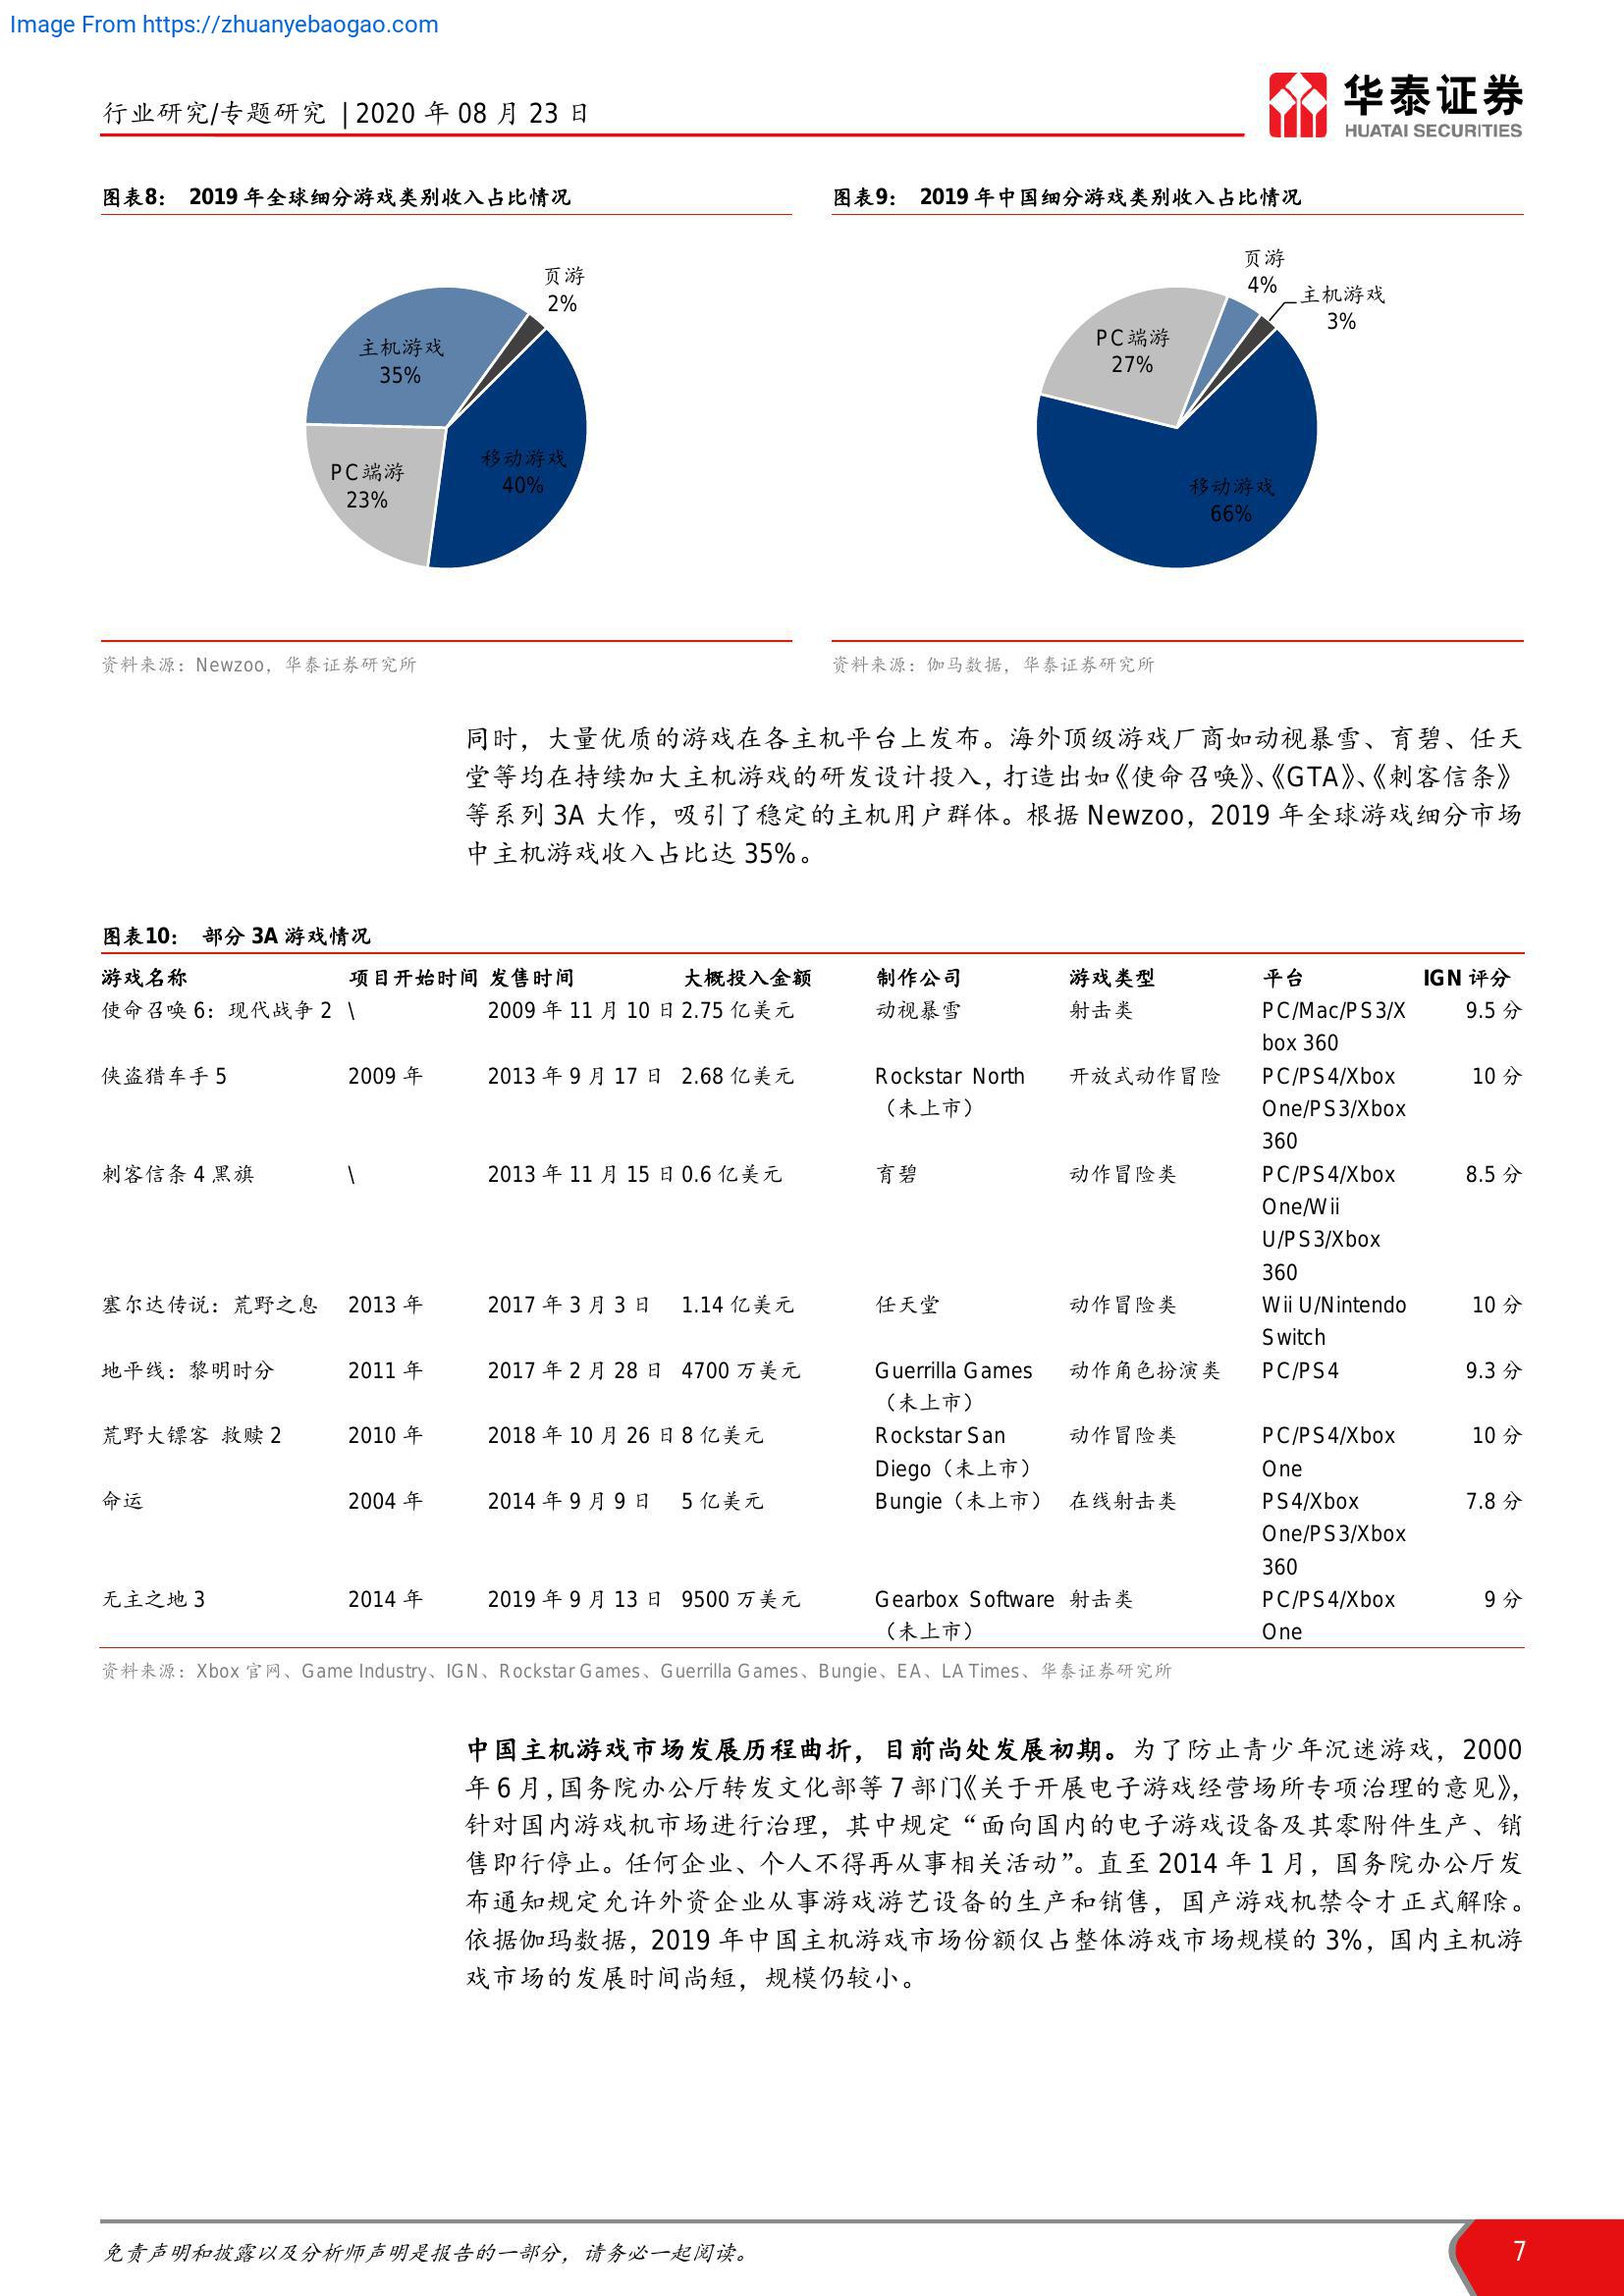 Image From https://zhuanyebaogao.com
行业研究/专题研究 | 2020 年 08 月 23 日
华泰证券
HUATAI SECURITIES
图表8： 2019 年全球细分游戏类别收入占比情况
页游
2%
主机游戏
35%
移动游戏
40%
PC端游
23%
资料来源：Newzoo，华泰证券研究所
图表9： 2019 年中国细分游戏类别收入占比情况
页游
4%
主机游戏
3%
PC端游
27%
移动游戏
66%
资料来源：伽马数据，华泰证券研究所
同时，大量优质的游戏在各主机平台上发布。海外顶级游戏厂商如动视暴雪、育碧、任天
堂等均在持续加大主机游戏的研发设计投入，打造出如《使命召唤》、《GTA》、《刺客信条》
等系列 3A 大作，吸引了稳定的主机用户群体。根据 Newzoo，2019 年全球游戏细分市场
中主机游戏收入占比达 35%。
图表10： 部分 3A 游戏情况
游戏名称 项目开始时间 发售时间 大概投入金额 制作公司 游戏类型 平台 IGN 评分
使命召唤 6：现代战争 2 \ 2009 年 11 月 10 日 2.75 亿美元 动视暴雪 射击类 PC/Mac/PS3/X 9.5 分
box 360
侠盗猎车手 5 2009 年 2013 年 9 月 17 日 2.68 亿美元 Rockstar North 开放式动作冒险 PC/PS4/Xbox 10 分
（未上市） One/PS3/Xbox
360
刺客信条 4 黑旗 \ 2013 年 11 月 15 日 0.6 亿美元 育碧 动作冒险类 PC/PS4/Xbox 8.5 分
One/Wii
U/PS3/Xbox
360
塞尔达传说：荒野之息 2013 年 2017 年 3 月 3 日 1.14 亿美元 任天堂 动作冒险类 Wii U/Nintendo 10 分
Switch
地平线：黎明时分 2011 年 2017 年 2 月 28 日 4700 万美元 Guerrilla Games 动作角色扮演类 PC/PS4 9.3 分
（未上市）
荒野大镖客 救赎 2 2010 年 2018 年 10 月 26 日 8 亿美元 Rockstar San 动作冒险类 PC/PS4/Xbox 10 分
Diego（未上市） One
命运 2004 年 2014 年 9 月 9 日 5 亿美元 Bungie（未上市） 在线射击类 PS4/Xbox 7.8 分
One/PS3/Xbox
360
无主之地 3 2014 年 2019 年 9 月 13 日 9500 万美元 Gearbox Software 射击类 PC/PS4/Xbox 9 分
（未上市） One
资料来源：Xbox 官网、Game Industry、IGN、Rockstar Games、Guerrilla Games、Bungie、EA、LA Times、华泰证券研究所
中国主机游戏市场发展历程曲折，目前尚处发展初期。为了防止青少年沉迷游戏，2000
年 6 月，国务院办公厅转发文化部等 7 部门《关于开展电子游戏经营场所专项治理的意见》，
针对国内游戏机市场进行治理，其中规定“面向国内的电子游戏设备及其零附件生产、销
售即行停止。任何企业、个人不得再从事相关活动”。直至 2014 年 1 月，国务院办公厅发
布通知规定允许外资企业从事游戏游艺设备的生产和销售，国产游戏机禁令才正式解除。
依据伽玛数据，2019 年中国主机游戏市场份额仅占整体游戏市场规模的 3%，国内主机游
戏市场的发展时间尚短，规模仍较小。
免责声明和披露以及分析师声明是报告的一部分，请务必一起阅读。
7